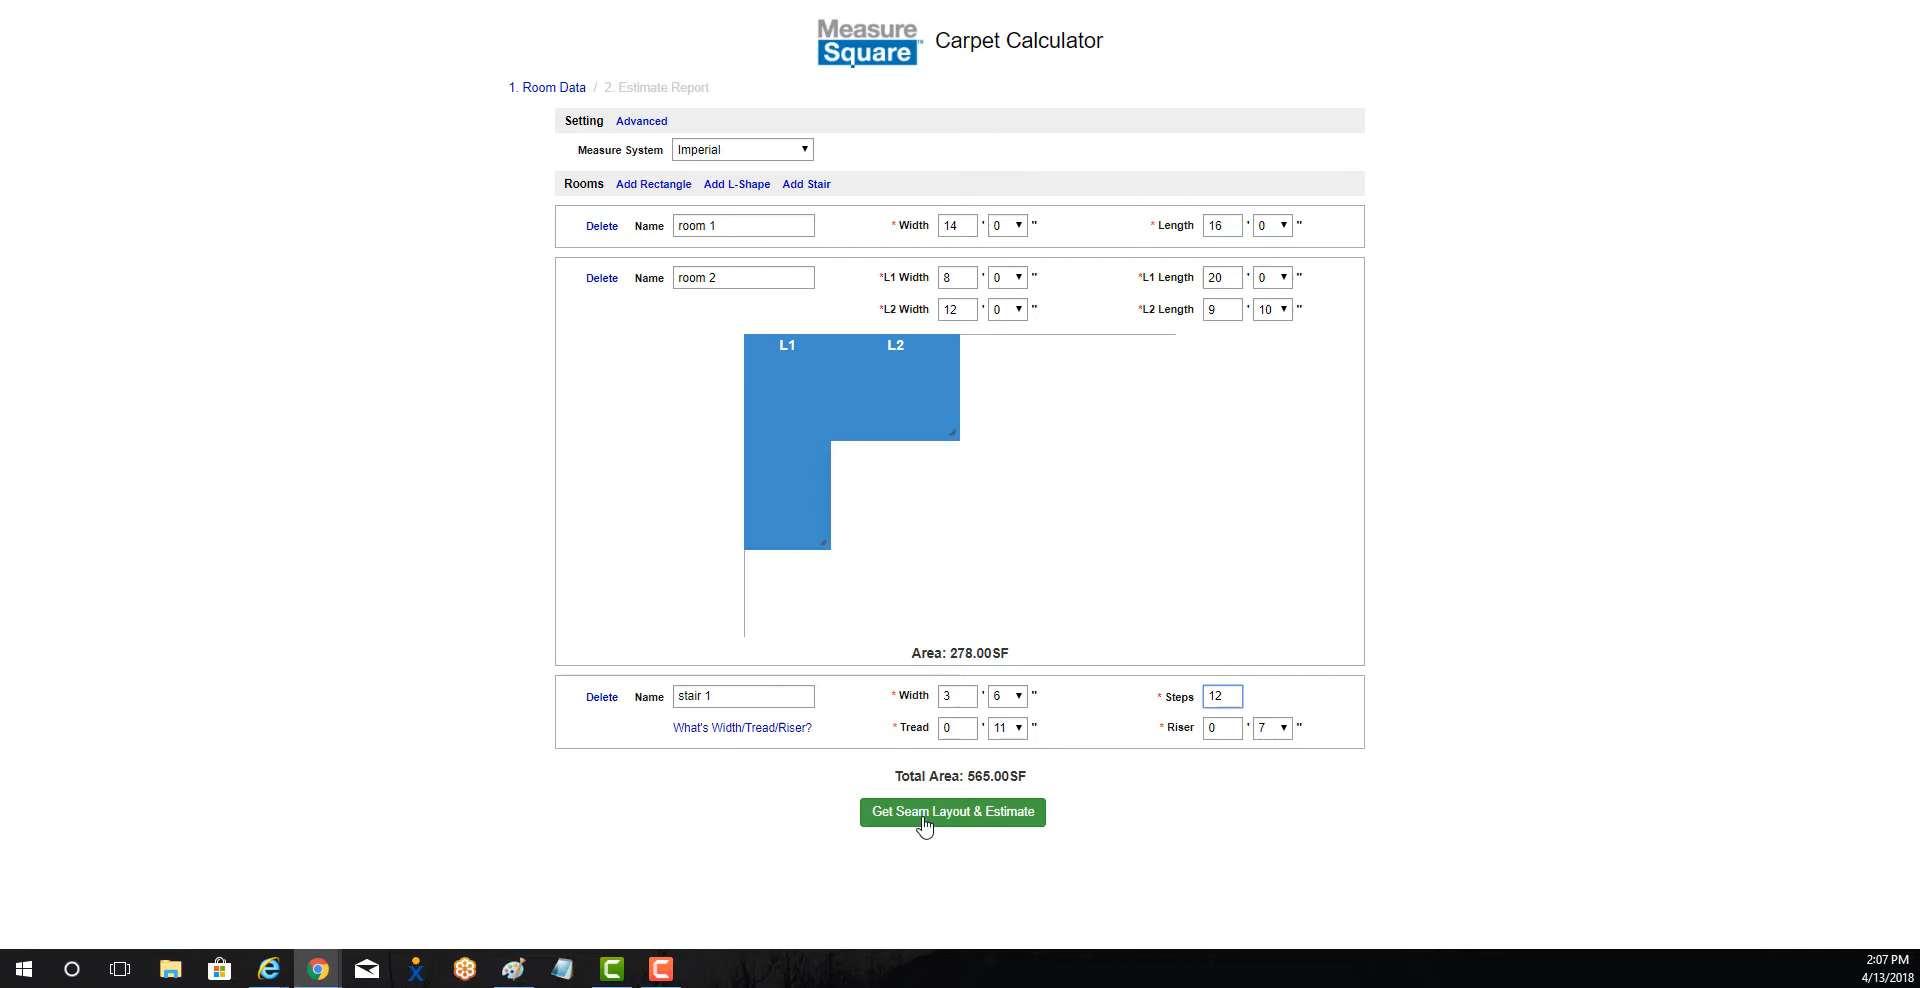 Measure Square™ Carpet Calculator
1. Room Data / 2. Estimate Report
Setting Advanced
Measure System Imperial
Rooms Add Rectangle Add L-Shape Add Stair
Delete Name room 1 * Width 14 ' 0 " * Length 16 ' 0 "
Delete Name room 2 *L1 Width 8 ' 0 " *L1 Length 20 ' 0 "
*L2 Width 12 ' 0 " *L2 Length 9 ' 10 "
L1 L2
Area: 278.00SF
Delete Name stair 1 * Width 3 ' 6 " * Steps 12
What's Width/Tread/Riser? * Tread 0 ' 11 " * Riser 0 ' 7 "
Total Area: 565.00SF
Get Seam Layout & Estimate
2:07 PM
4/13/2018